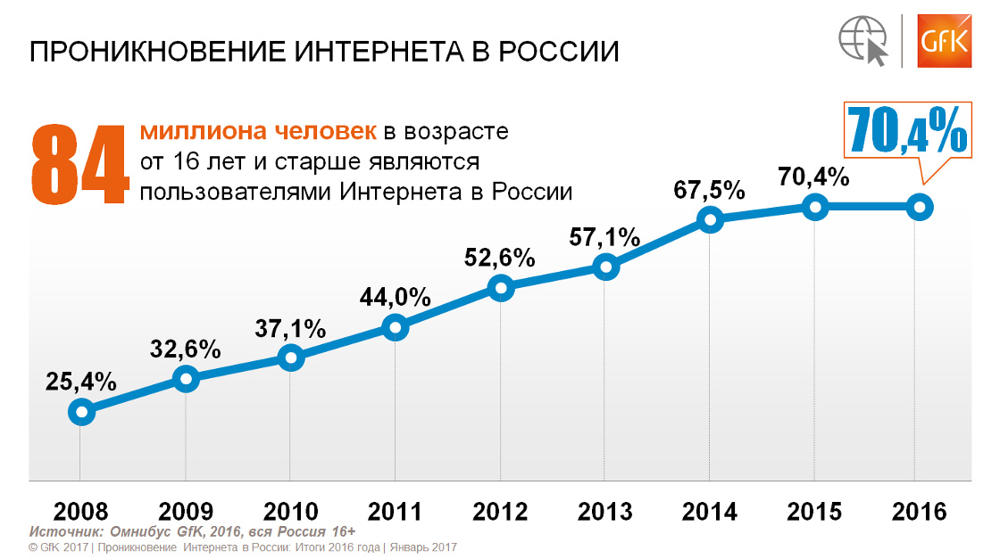 ПРОНИКНОВЕНИЕ ИНТЕРНЕТА В РОССИИ
GfK
84 миллиона человек в возрасте
от 16 лет и старше являются
пользователями Интернета в России
70,4%
25,4%
32,6%
37,1%
44,0%
52,6%
57,1%
67,5%
70,4%
2008 2009 2010 2011 2012 2013 2014 2015 2016
Источник: Омнибус GfK, 2016, вся Россия 16+
© GfK 2017 | Проникновение Интернета в России: Итоги 2016 года | Январь 2017